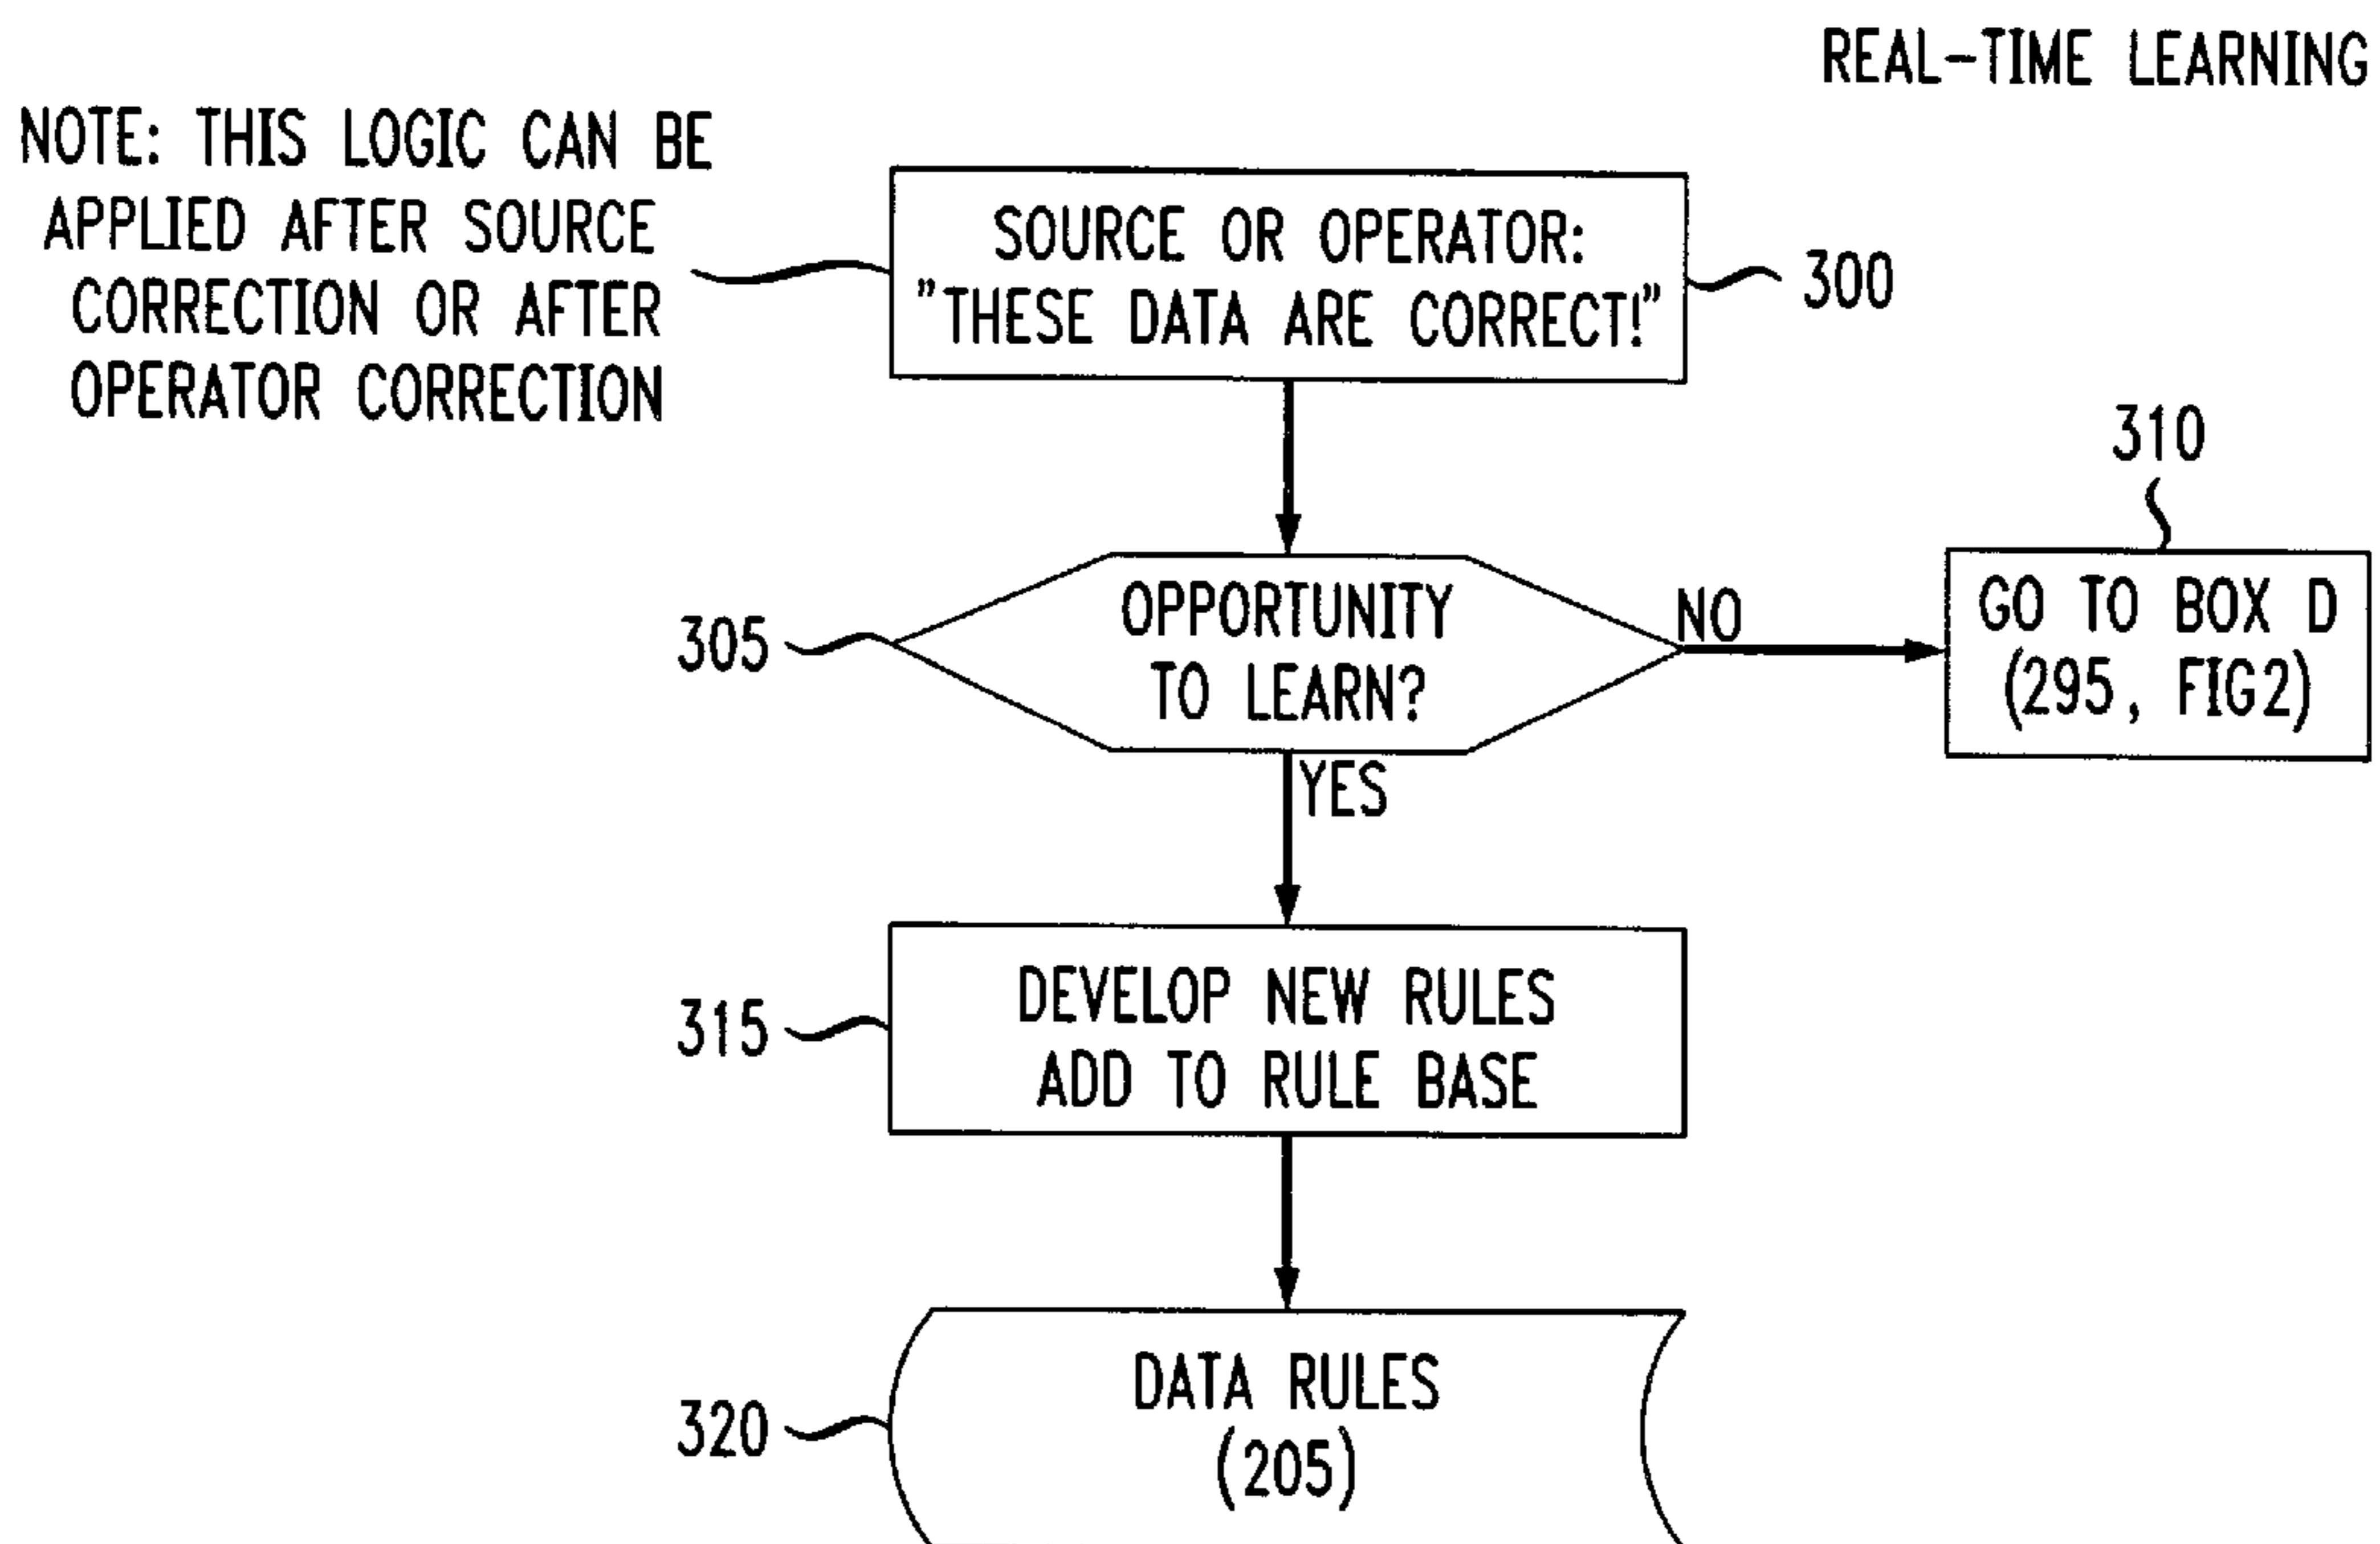 REAL-TIME LEARNING
NOTE: THIS LOGIC CAN BE
APPLIED AFTER SOURCE
CORRECTION OR AFTER
OPERATOR CORRECTION
SOURCE OR OPERATOR:
"THESE DATA ARE CORRECT!"
300
305
OPPORTUNITY
TO LEARN?
NO
310
GO TO BOX D
(295, FIG2)
YES
315
DEVELOP NEW RULES
ADD TO RULE BASE
320
DATA RULES
(205)